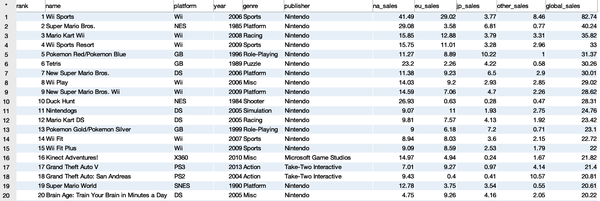 * rank name platform year genre publisher na_sales eu_sales jp_sales other_sales global_sales
1 1 Wii Sports Wii 2006 Sports Nintendo 41.49 29.02 3.77 8.46 82.74
2 2 Super Mario Bros. NES 1985 Platform Nintendo 29.08 3.58 6.81 0.77 40.24
3 3 Mario Kart Wii Wii 2008 Racing Nintendo 15.85 12.88 3.79 3.31 35.82
4 4 Wii Sports Resort Wii 2009 Sports Nintendo 15.75 11.01 3.28 2.96 33
5 5 Pokemon Red/Pokemon Blue GB 1996 Role-Playing Nintendo 11.27 8.89 10.22 1 31.37
6 6 Tetris GB 1989 Puzzle Nintendo 23.2 2.26 4.22 0.58 30.26
7 7 New Super Mario Bros. DS 2006 Platform Nintendo 11.38 9.23 6.5 2.9 30.01
8 8 Wii Play Wii 2006 Misc Nintendo 14.03 9.2 2.93 2.85 29.02
9 9 New Super Mario Bros. Wii Wii 2009 Platform Nintendo 14.59 7.06 4.7 2.26 28.62
10 10 Duck Hunt NES 1984 Shooter Nintendo 26.93 0.63 0.28 0.47 28.31
11 11 Nintendogs DS 2005 Simulation Nintendo 9.07 11 1.93 2.75 24.76
12 12 Mario Kart DS DS 2005 Racing Nintendo 9.81 7.57 4.13 1.92 23.42
13 13 Pokemon Gold/Pokemon Silver GB 1999 Role-Playing Nintendo 9 6.18 7.2 0.71 23.1
14 14 Wii Fit Wii 2007 Sports Nintendo 8.94 8.03 3.6 2.15 22.72
15 15 Wii Fit Plus Wii 2009 Sports Nintendo 9.09 8.59 2.53 1.79 22
16 16 Kinect Adventures! X360 2010 Misc Microsoft Game Studios 14.97 4.94 0.24 1.67 21.82
17 17 Grand Theft Auto V PS3 2013 Action Take-Two Interactive 7.01 9.27 0.97 4.14 21.4
18 18 Grand Theft Auto: San Andreas PS2 2004 Action Take-Two Interactive 9.43 0.4 0.41 10.57 20.81
19 19 Super Mario World SNES 1990 Platform Nintendo 12.78 3.75 3.54 0.55 20.61
20 20 Brain Age: Train Your Brain in Minutes a Day DS 2005 Misc Nintendo 4.75 9.26 4.16 2.05 20.22